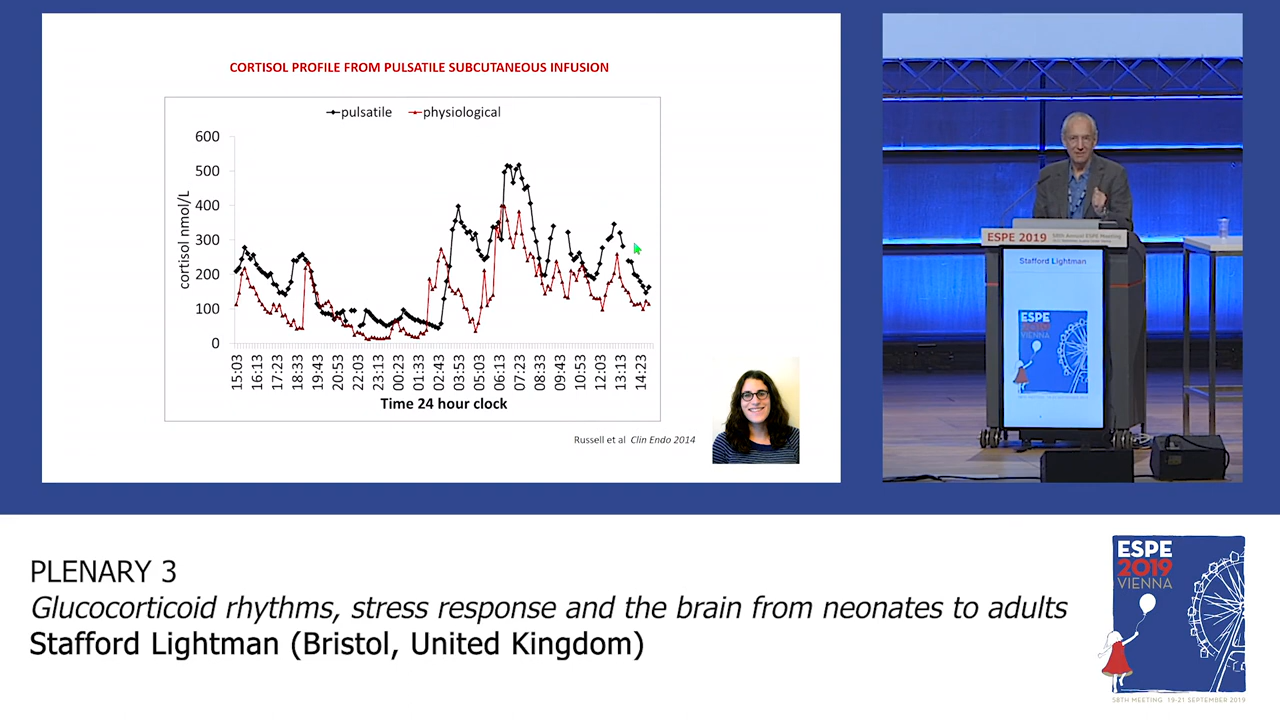 CORTISOL PROFILE FROM PULSATILE SUBCUTANEOUS INFUSION
pulsatile physiological
600
500
400
300
200
100
0
cortisol nmol/L
15:03 16:13 17:23 18:33 19:43 20:53 22:03 23:13 00:23 01:33 02:43 03:53 05:03 06:13 07:23 08:33 09:43 10:53 12:03 13:13 14:23
Time 24 hour clock
Russell et al Clin Endo 2014
ESPE 2019 58th Annual ESPE Meeting
Stafford Lightman
ESPE
2019
VIENNA
PLENARY 3
Glucocorticoid rhythms, stress response and the brain from neonates to adults
Stafford Lightman (Bristol, United Kingdom)
ESPE
2019
VIENNA
58TH MEETING 19-21 SEPTEMBER 2019